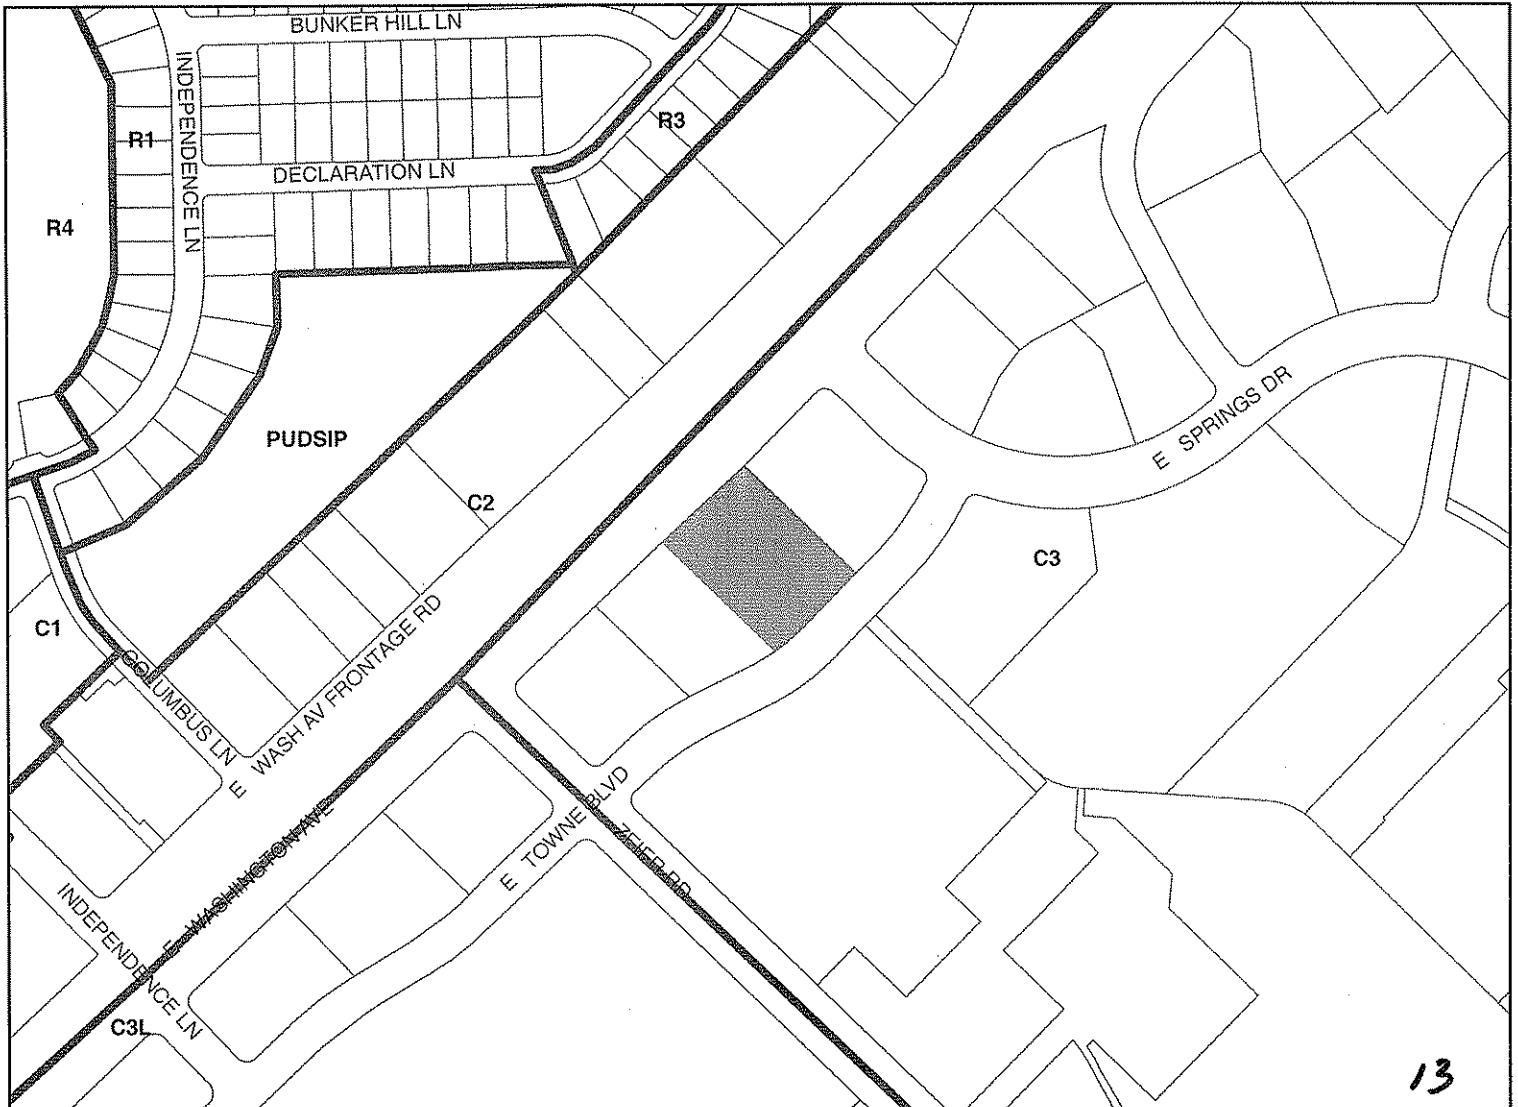 BUNKER HILL LN
INDEPENDENCE LN
R1
R3
DECLARATION LN
R4
PUDSIP
E SPRINGS DR
C2
C3
C1
COLUMBUS LN
E WASH AV FRONTAGE RD
E TOWNE BLVD
ZEIER RD
E WASHINGTON AVE
INDEPENDENCE LN
C3L
13